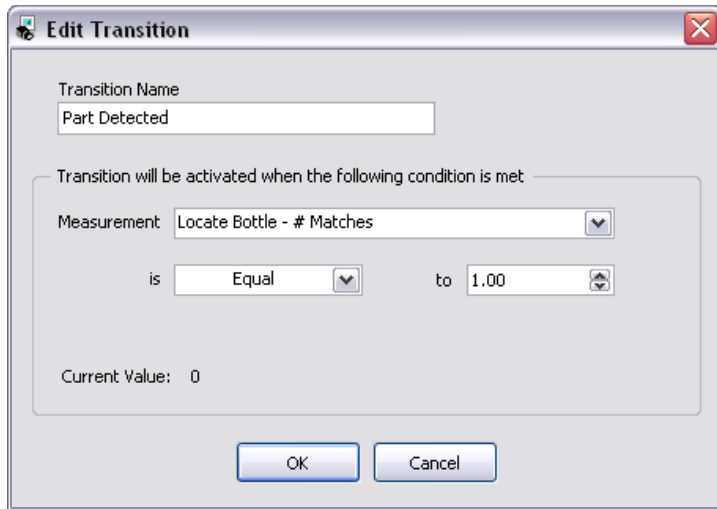 Edit Transition
Transition Name
Part Detected
Transition will be activated when the following condition is met
Measurement Locate Bottle - # Matches
is Equal to 1.00
Current Value: 0
OK Cancel